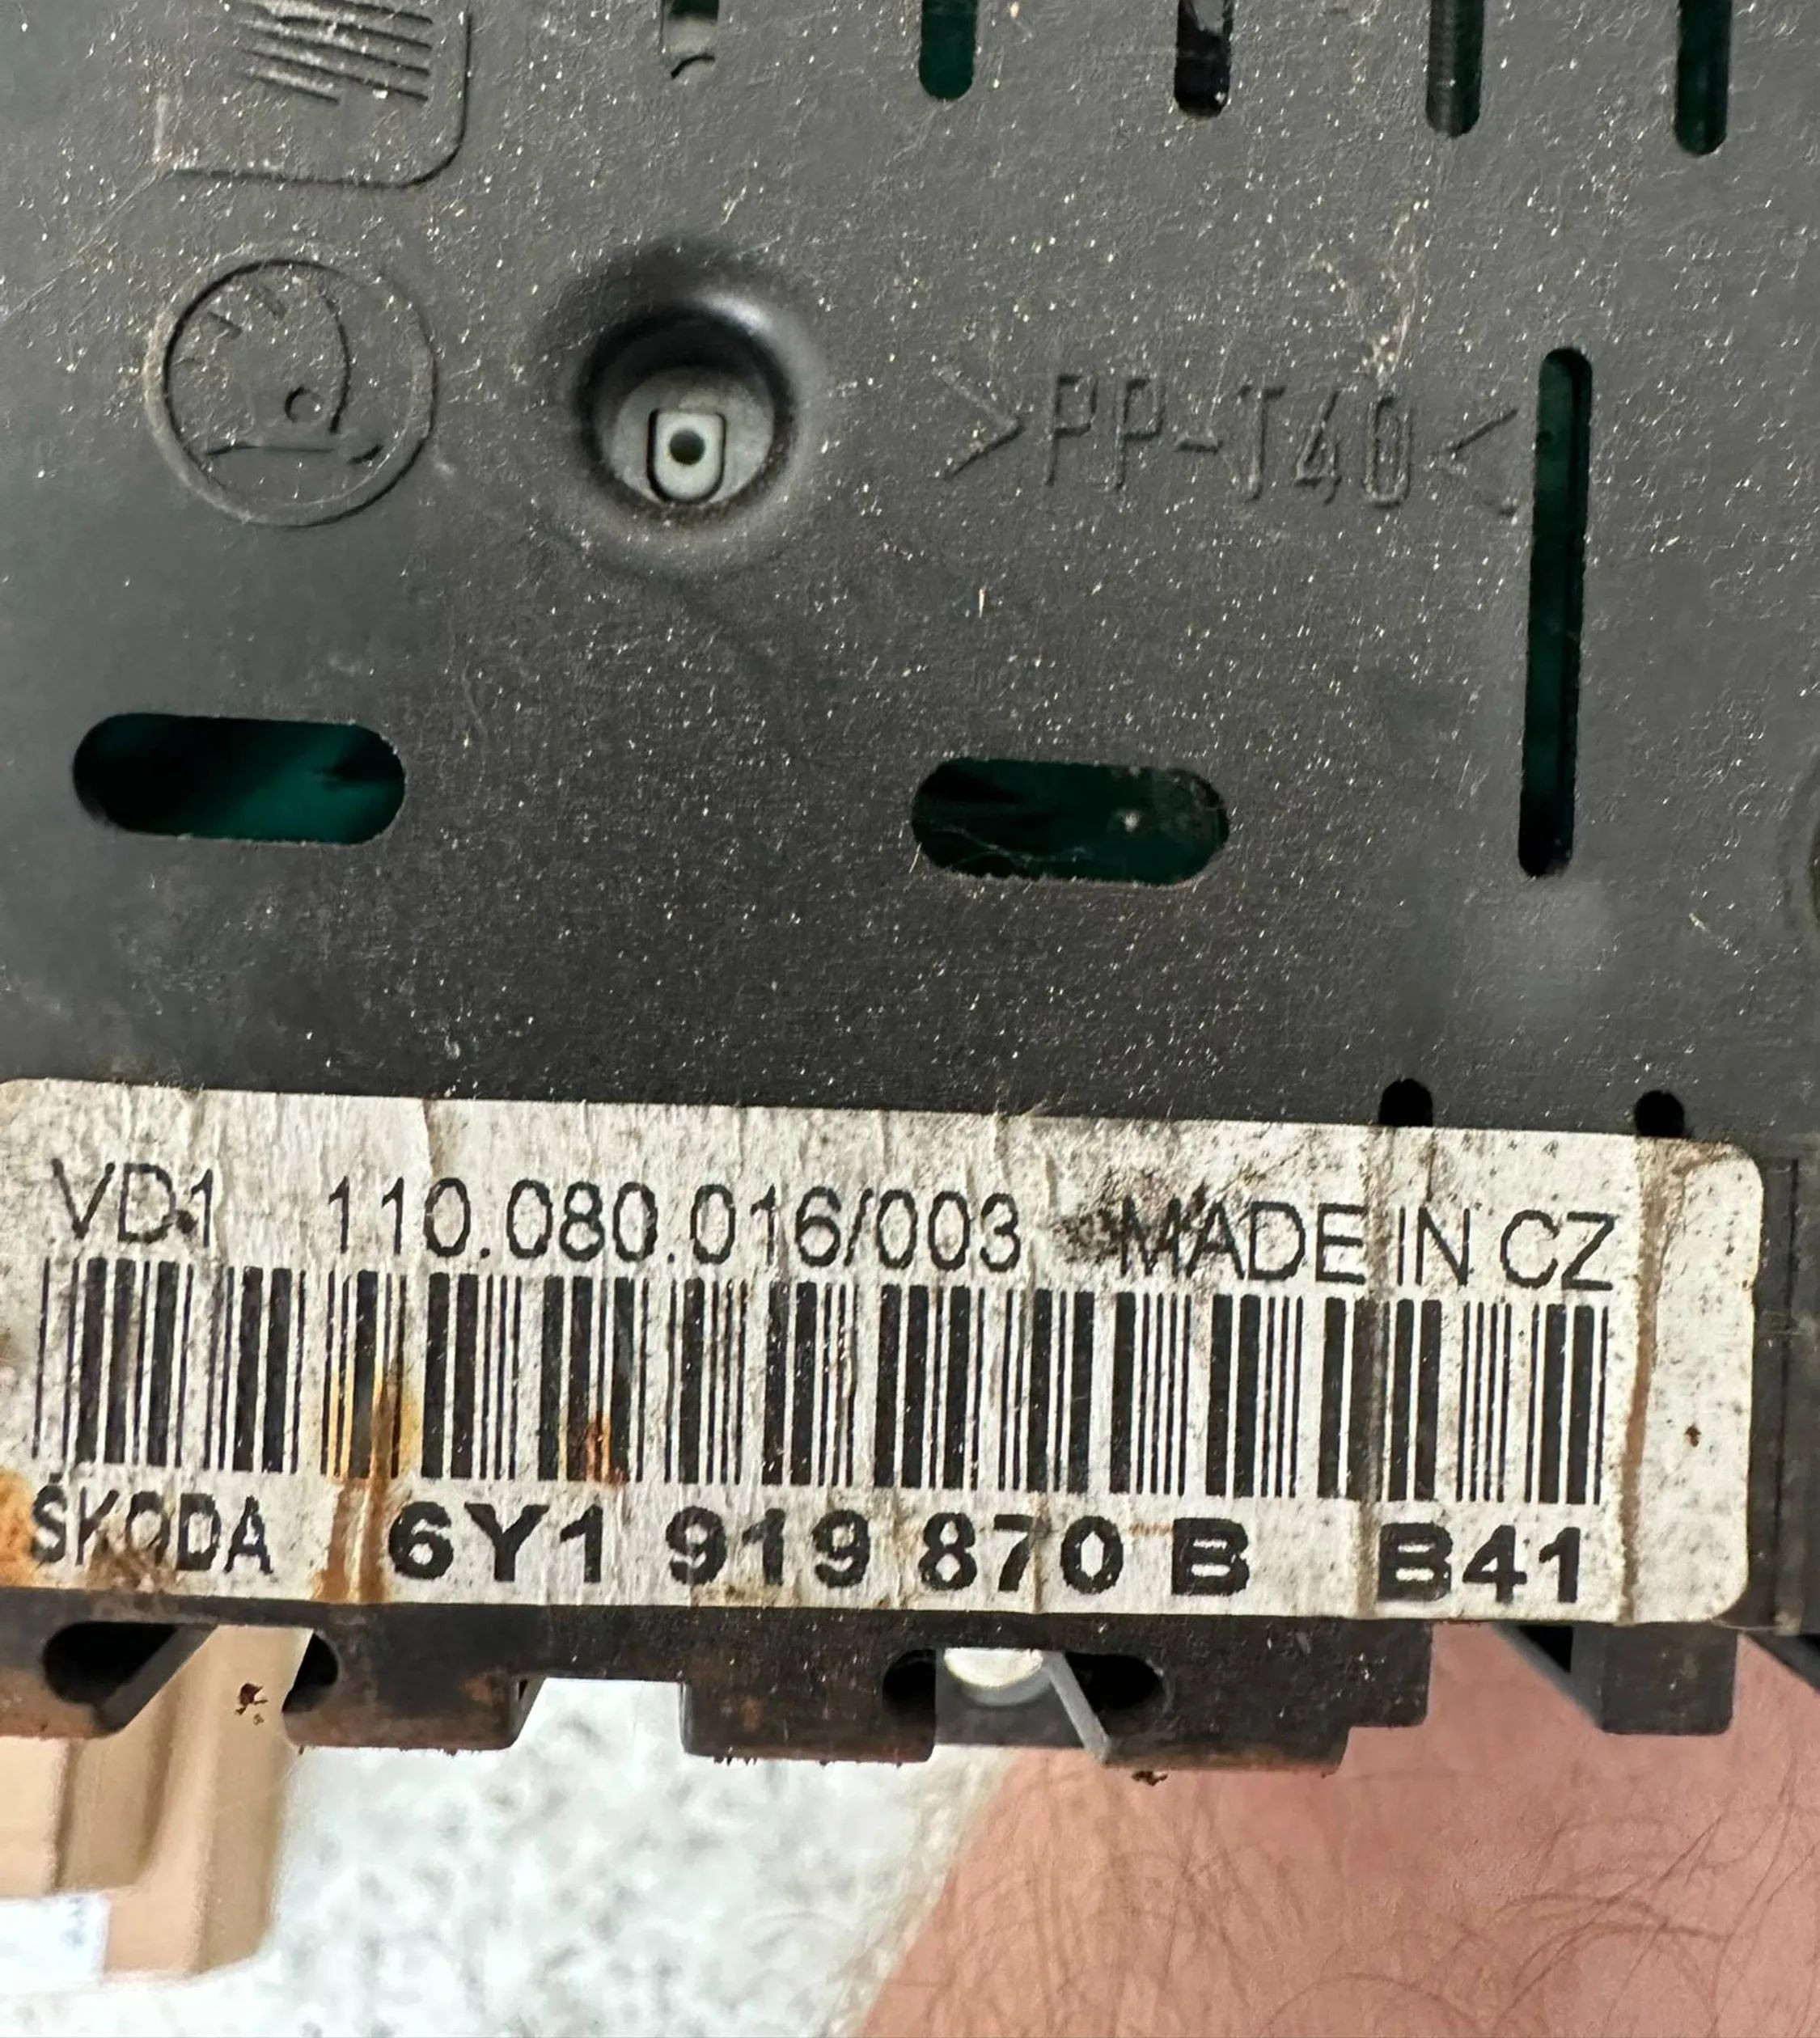 >PP-T40<
VD1 110.080.016/003 MADE IN CZ
ŠKODA 6Y1 919 870 B B41